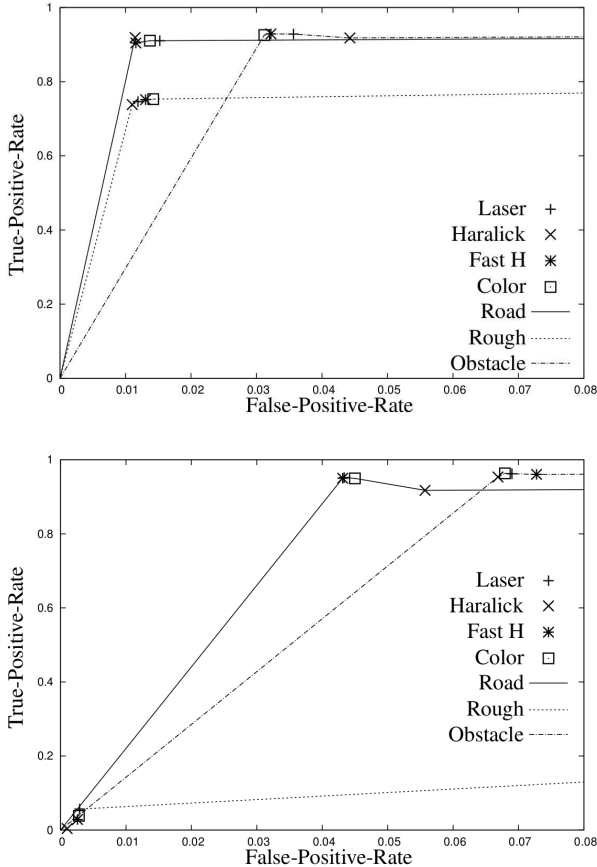 1
0.8
0.6
0.4
0.2
0
True-Positive-Rate
Laser
Haralick
Fast H
Color
Road
Rough
Obstacle
0 0.01 0.02 0.03 0.04 0.05 0.06 0.07 0.08
False-Positive-Rate
1
0.8
0.6
0.4
0.2
0
True-Positive-Rate
Laser
Haralick
Fast H
Color
Road
Rough
Obstacle
0 0.01 0.02 0.03 0.04 0.05 0.06 0.07 0.08
False-Positive-Rate